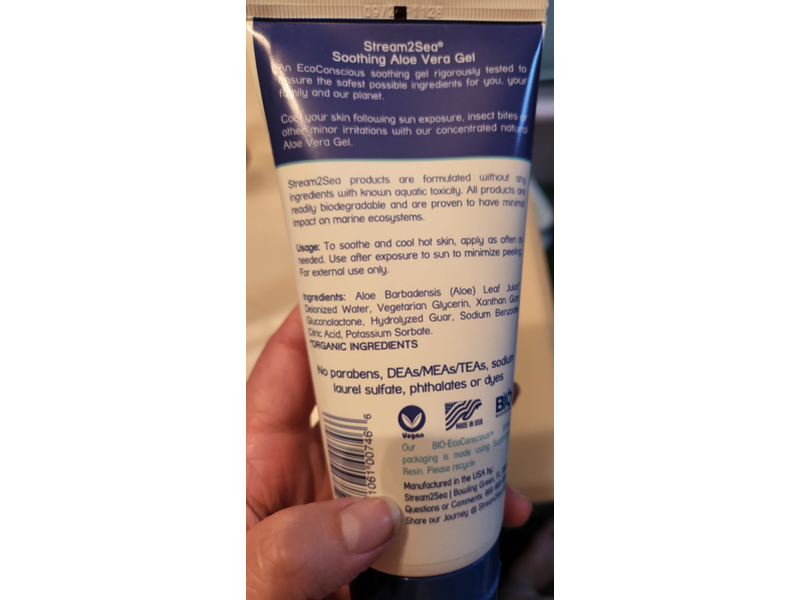 1128
Stream2Sea®
Soothing Aloe Vera Gel
An EcoConscious soothing gel rigorously tested to
ensure the safest possible ingredients for you, your
family and our planet.
Cool your skin following sun exposure, insect bites
other minor irritations with our concentrated natural
Aloe Vera Gel.
Stream2Sea products are formulated without any
ingredients with known aquatic toxicity. All products are
readily biodegradable and are proven to have minimal
impact on marine ecosystems.
Usage: To soothe and cool hot skin, apply as often as
needed. Use after exposure to sun to minimize peeling.
For external use only.
Ingredients: Aloe Barbadensis (Aloe) Leaf Juice*,
Deionized Water, Vegetarian Glycerin, Xanthan Gum,
Gluconolactone, Hydrolyzed Guar, Sodium Benzoate,
Citric Acid, Potassium Sorbate.
*ORGANIC INGREDIENTS
No parabens, DEAs/MEAs/TEAs, sodium
laurel sulfate, phthalates or dyes
Vegan
MADE IN USA
BIO
Our BIO-EcoConscious™
packaging is made using
Resin. Please recycle.
Manufactured in the USA by:
Stream2Sea | Bowling Green, FL
Questions or Comments:
Share our Journey @
1061 00746 6